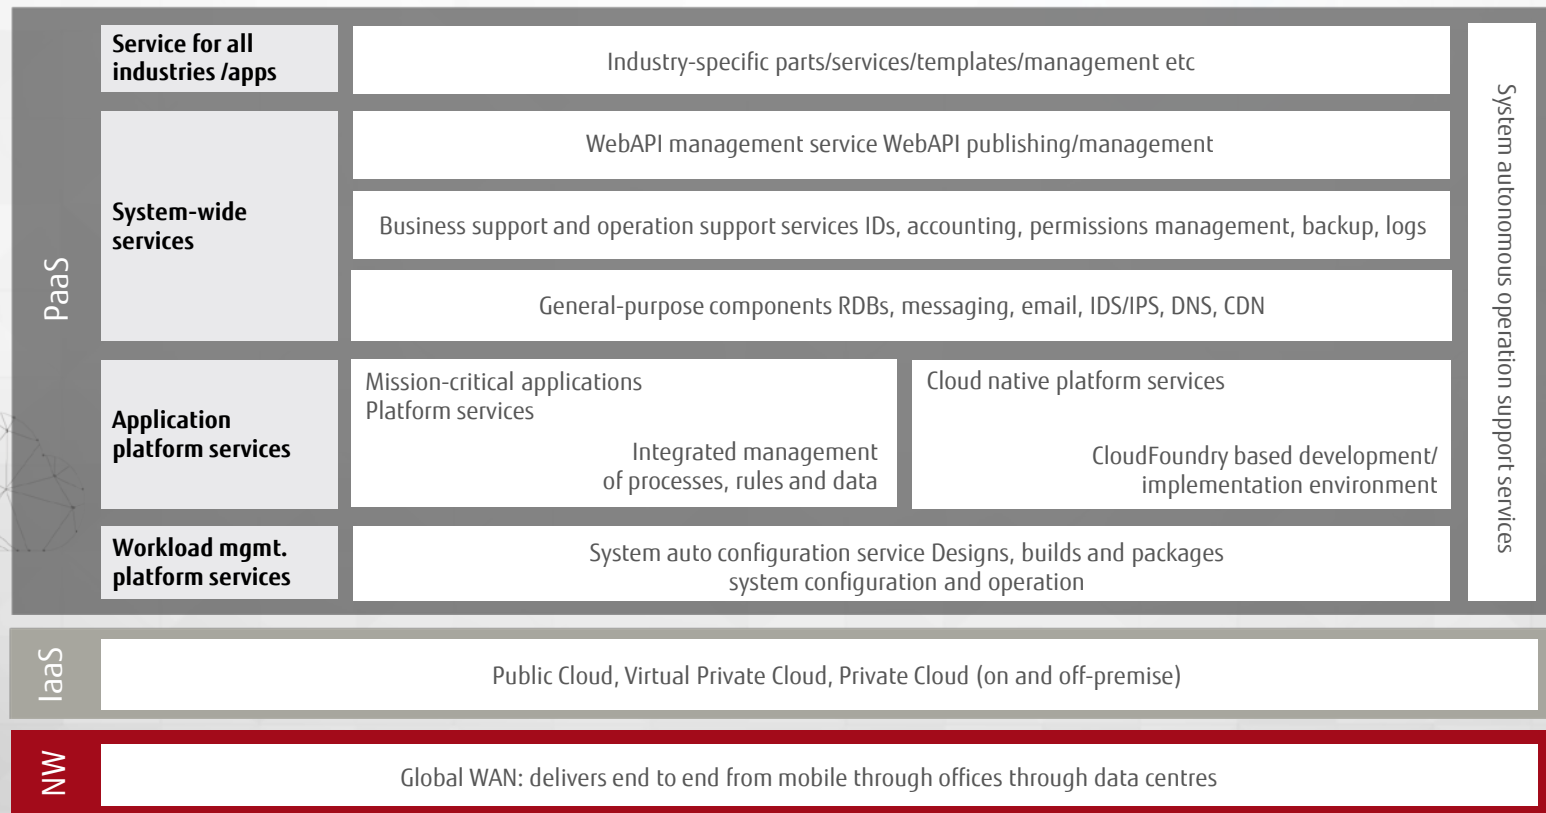 PaaS
Service for all
industries /apps
Industry-specific parts/services/templates/management etc
System-wide
services
WebAPI management service WebAPI publishing/management
Business support and operation support services IDs, accounting, permissions management, backup, logs
General-purpose components RDBs, messaging, email, IDS/IPS, DNS, CDN
Application
platform services
Mission-critical applications
Platform services
Integrated management
of processes, rules and data
Cloud native platform services
CloudFoundry based development/
implementation environment
Workload mgmt.
platform services
System auto configuration service Designs, builds and packages
system configuration and operation
System autonomous operation support services
IaaS
Public Cloud, Virtual Private Cloud, Private Cloud (on and off-premise)
NW
Global WAN: delivers end to end from mobile through offices through data centres